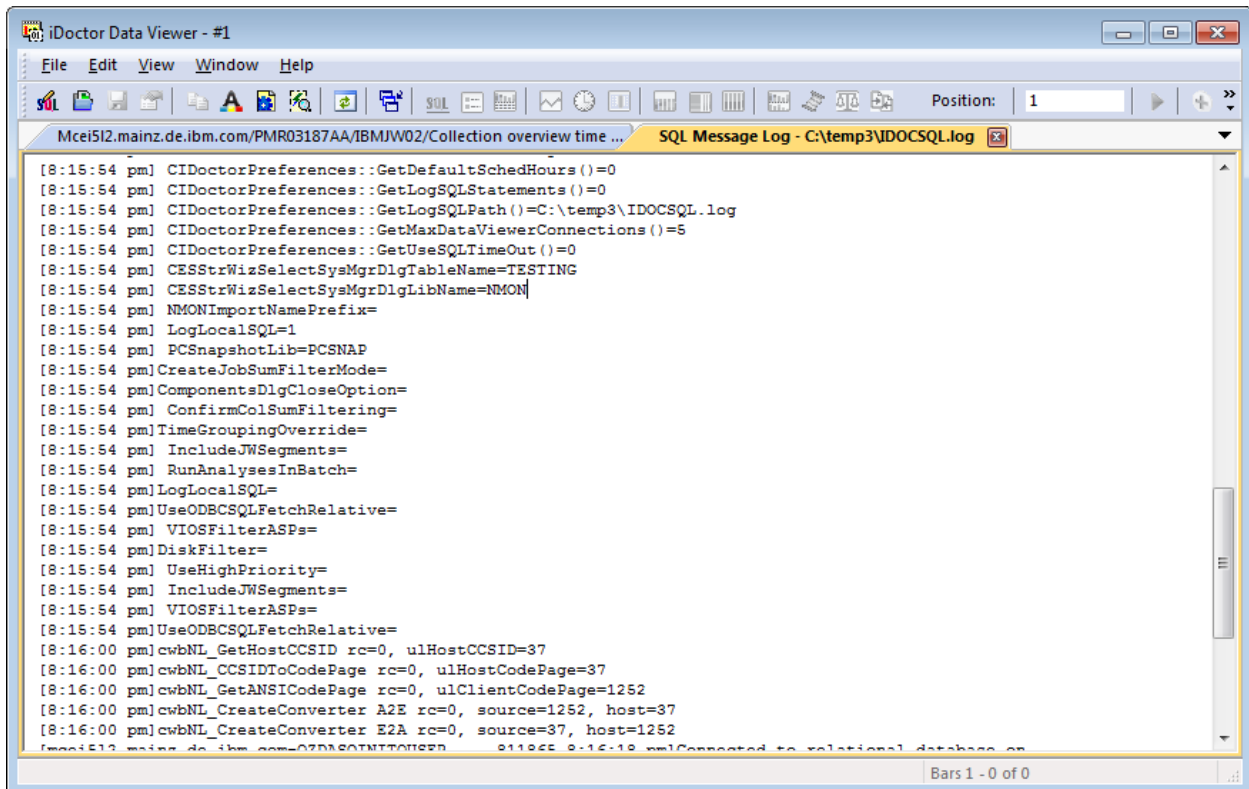 iDoctor Data Viewer - #1
File Edit View Window Help
Position: 1
Mcei5l2.mainz.de.ibm.com/PMR03187AA/IBMJW02/Collection overview time ... SQL Message Log - C:\temp3\IDOCSQL.log
[8:15:54 pm] CIDoctorPreferences::GetDefaultSchedHours()=0
[8:15:54 pm] CIDoctorPreferences::GetLogSQLStatements()=0
[8:15:54 pm] CIDoctorPreferences::GetLogSQLPath()=C:\temp3\IDOCSQL.log
[8:15:54 pm] CIDoctorPreferences::GetMaxDataViewerConnections()=5
[8:15:54 pm] CIDoctorPreferences::GetUseSQLTimeOut()=0
[8:15:54 pm] CESStrWizSelectSysMgrDlgTableName=TESTING
[8:15:54 pm] CESStrWizSelectSysMgrDlgLibName=NMON
[8:15:54 pm] NMONImportNamePrefix=
[8:15:54 pm] LogLocalSQL=1
[8:15:54 pm] PCSnapshotLib=PCSNAP
[8:15:54 pm]CreateJobSumFilterMode=
[8:15:54 pm]ComponentsDlgCloseOption=
[8:15:54 pm] ConfirmColSumFiltering=
[8:15:54 pm]TimeGroupingOverride=
[8:15:54 pm] IncludeJWSegments=
[8:15:54 pm] RunAnalysesInBatch=
[8:15:54 pm]LogLocalSQL=
[8:15:54 pm]UseODBCSQLFetchRelative=
[8:15:54 pm] VIOSFilterASPs=
[8:15:54 pm]DiskFilter=
[8:15:54 pm] UseHighPriority=
[8:15:54 pm] IncludeJWSegments=
[8:15:54 pm] VIOSFilterASPs=
[8:15:54 pm]UseODBCSQLFetchRelative=
[8:16:00 pm]cwbNL_GetHostCCSID rc=0, ulHostCCSID=37
[8:16:00 pm]cwbNL_CCSIDToCodePage rc=0, ulHostCodePage=37
[8:16:00 pm]cwbNL_GetANSICodePage rc=0, ulClientCodePage=1252
[8:16:00 pm]cwbNL_CreateConverter A2E rc=0, source=1252, host=37
[8:16:00 pm]cwbNL_CreateConverter E2A rc=0, source=37, host=1252
8:16:18 pm]Connected to relational database on
Bars 1 - 0 of 0